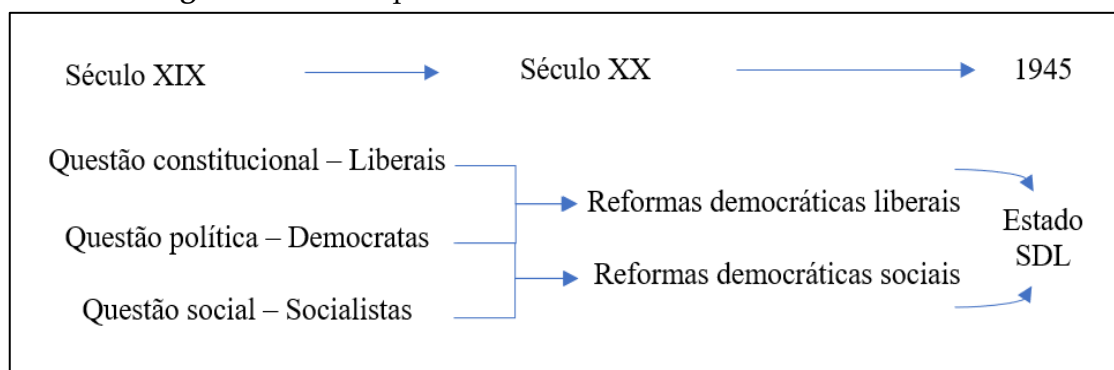 Século XIX Século XX 1945
Questão constitucional – Liberais
Reformas democráticas liberais
Questão política – Democratas
Estado
SDL
Reformas democráticas sociais
Questão social – Socialistas